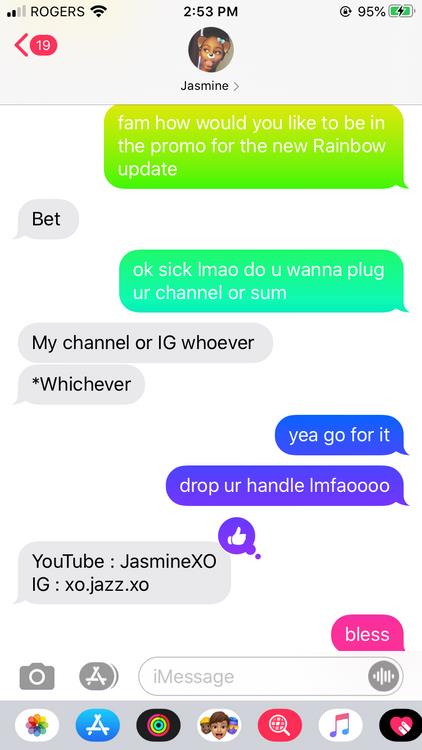 ROGERS 2:53 PM 95%
19
Jasmine
fam how would you like to be in
the promo for the new Rainbow
update
Bet
ok sick lmao do u wanna plug
ur channel or sum
My channel or IG whoever
*Whichever
yea go for it
drop ur handle lmfaoooo
YouTube : JasmineXO
IG : xo.jazz.xo
bless
iMessage